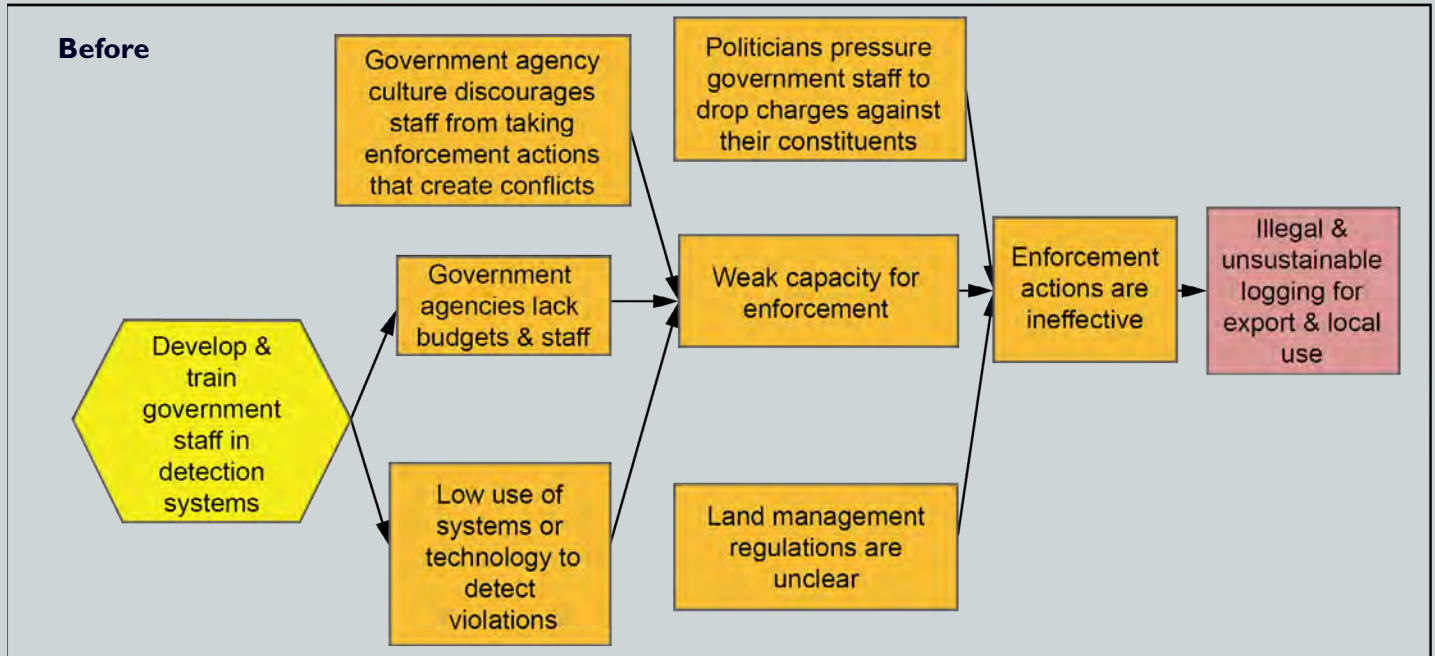 Before
Government agency
culture discourages
staff from taking
enforcement actions
that create conflicts
Politicians pressure
government staff to
drop charges against
their constituents
Government
agencies lack
budgets & staff
Weak capacity for
enforcement
Enforcement
actions are
ineffective
Illegal &
unsustainable
logging for
export & local
use
Develop &
train
government
staff in
detection
systems
Low use of
systems or
technology to
detect
violations
Land management
regulations are
unclear